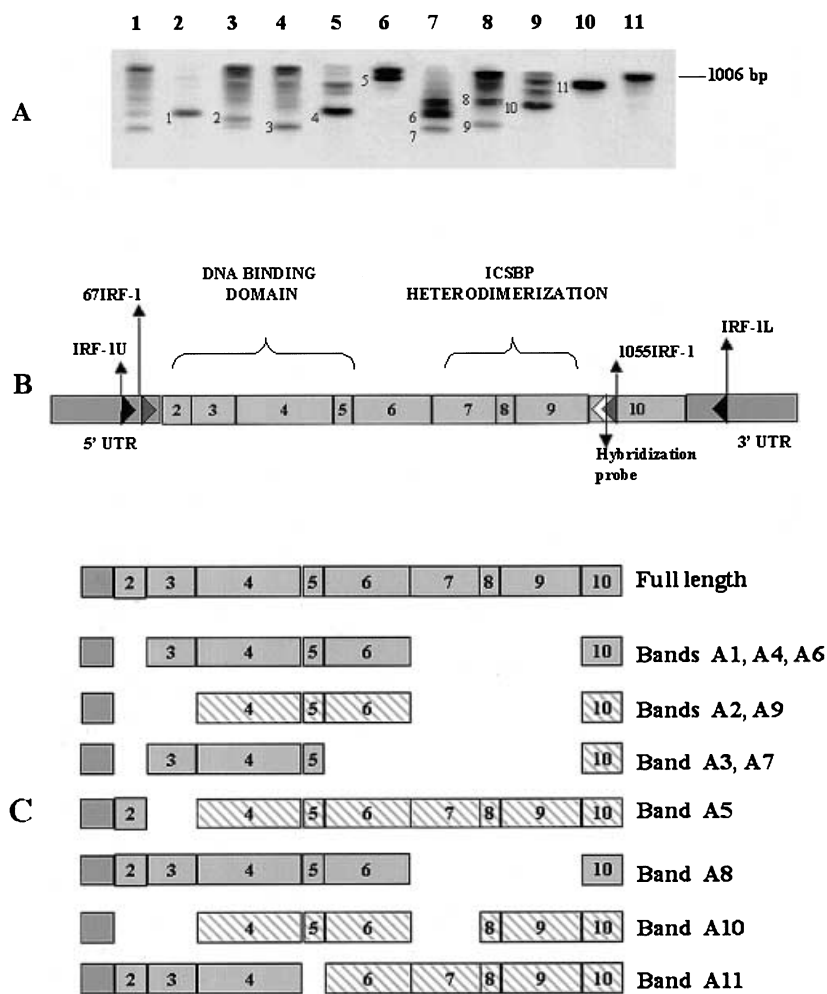 1 2 3 4 5 6 7 8 9 10 11
A
1006 bp
5
11
8
1
4
10
2
6
3
7
9
DNA BINDING
DOMAIN
ICSBP
HETERODIMERIZATION
67IRF-1
IRF-1U
1055IRF-1
IRF-1L
B
2 3 4 5 6 7 8 9 10
5' UTR
3' UTR
Hybridization
probe
2 3 4 5 6 7 8 9 10 Full length
3 4 5 6 10 Bands A1, A4, A6
4 5 6 10 Bands A2, A9
3 4 5 10 Band A3, A7
C
2 4 5 6 7 8 9 10 Band A5
2 3 4 5 6 10 Band A8
4 5 6 8 9 10 Band A10
2 3 4 6 7 8 9 10 Band A11